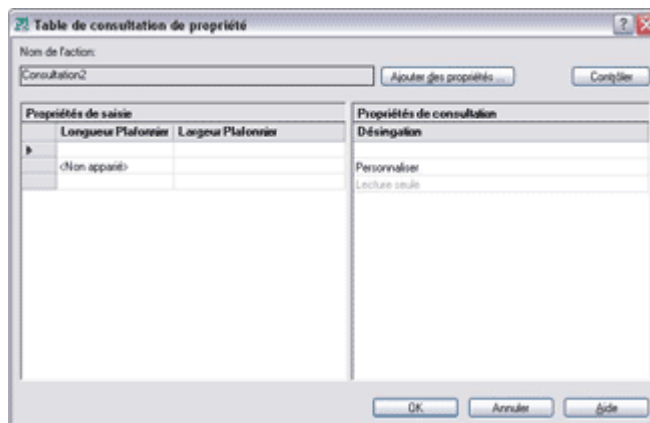 Table de consultation de propriété
Nom de l'action:
Consultation2
Ajouter des propriétés ...
Contrôler
Propriétés de saisie
Propriétés de consultation
Longueur Plafonnier
Largeur Plafonnier
Désingation
<Non apparié>
Personnaliser
Lecture seule
OK
Annuler
Aide